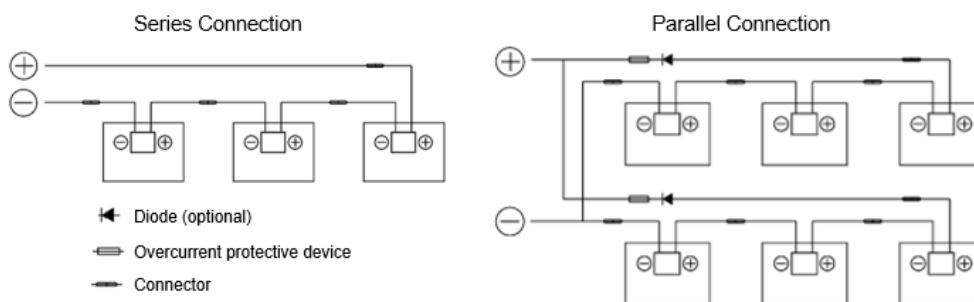 Series Connection
Parallel Connection
+
−
− + − + − +
Diode (optional)
Overcurrent protective device
Connector
+
− + − + − +
−
− + − + − +